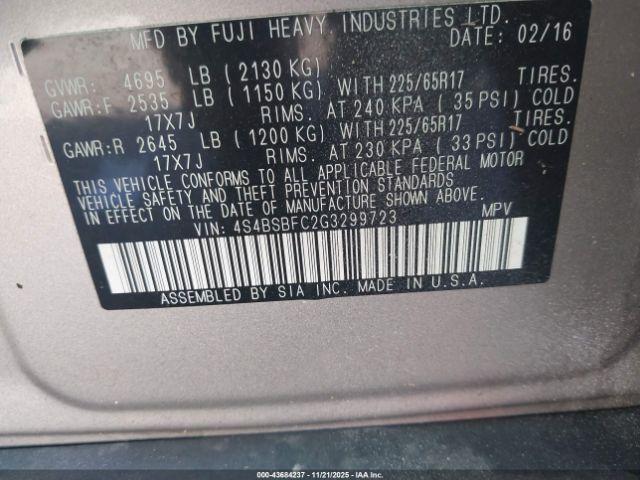 MFD BY FUJI HEAVY INDUSTRIES LTD.
DATE: 02/16
GVWR: 4695 LB (2130 KG)
GAWR:F 2535 LB (1150 KG) WITH 225/65R17 TIRES.
17X7J RIMS. AT 240 KPA (35 PSI) COLD
GAWR:R 2645 LB (1200 KG) WITH 225/65R17 TIRES.
17X7J RIMS. AT 230 KPA (33 PSI) COLD
THIS VEHICLE CONFORMS TO ALL APPLICABLE FEDERAL MOTOR
VEHICLE SAFETY AND THEFT PREVENTION STANDARDS
IN EFFECT ON THE DATE OF MANUFACTURE SHOWN ABOVE.
VIN: 4S4BSBFC2G3299723 MPV
ASSEMBLED BY SIA INC. MADE IN U.S.A.
000-43684237 - 11/21/2025 - COPYRIGHT IAA, LLC.